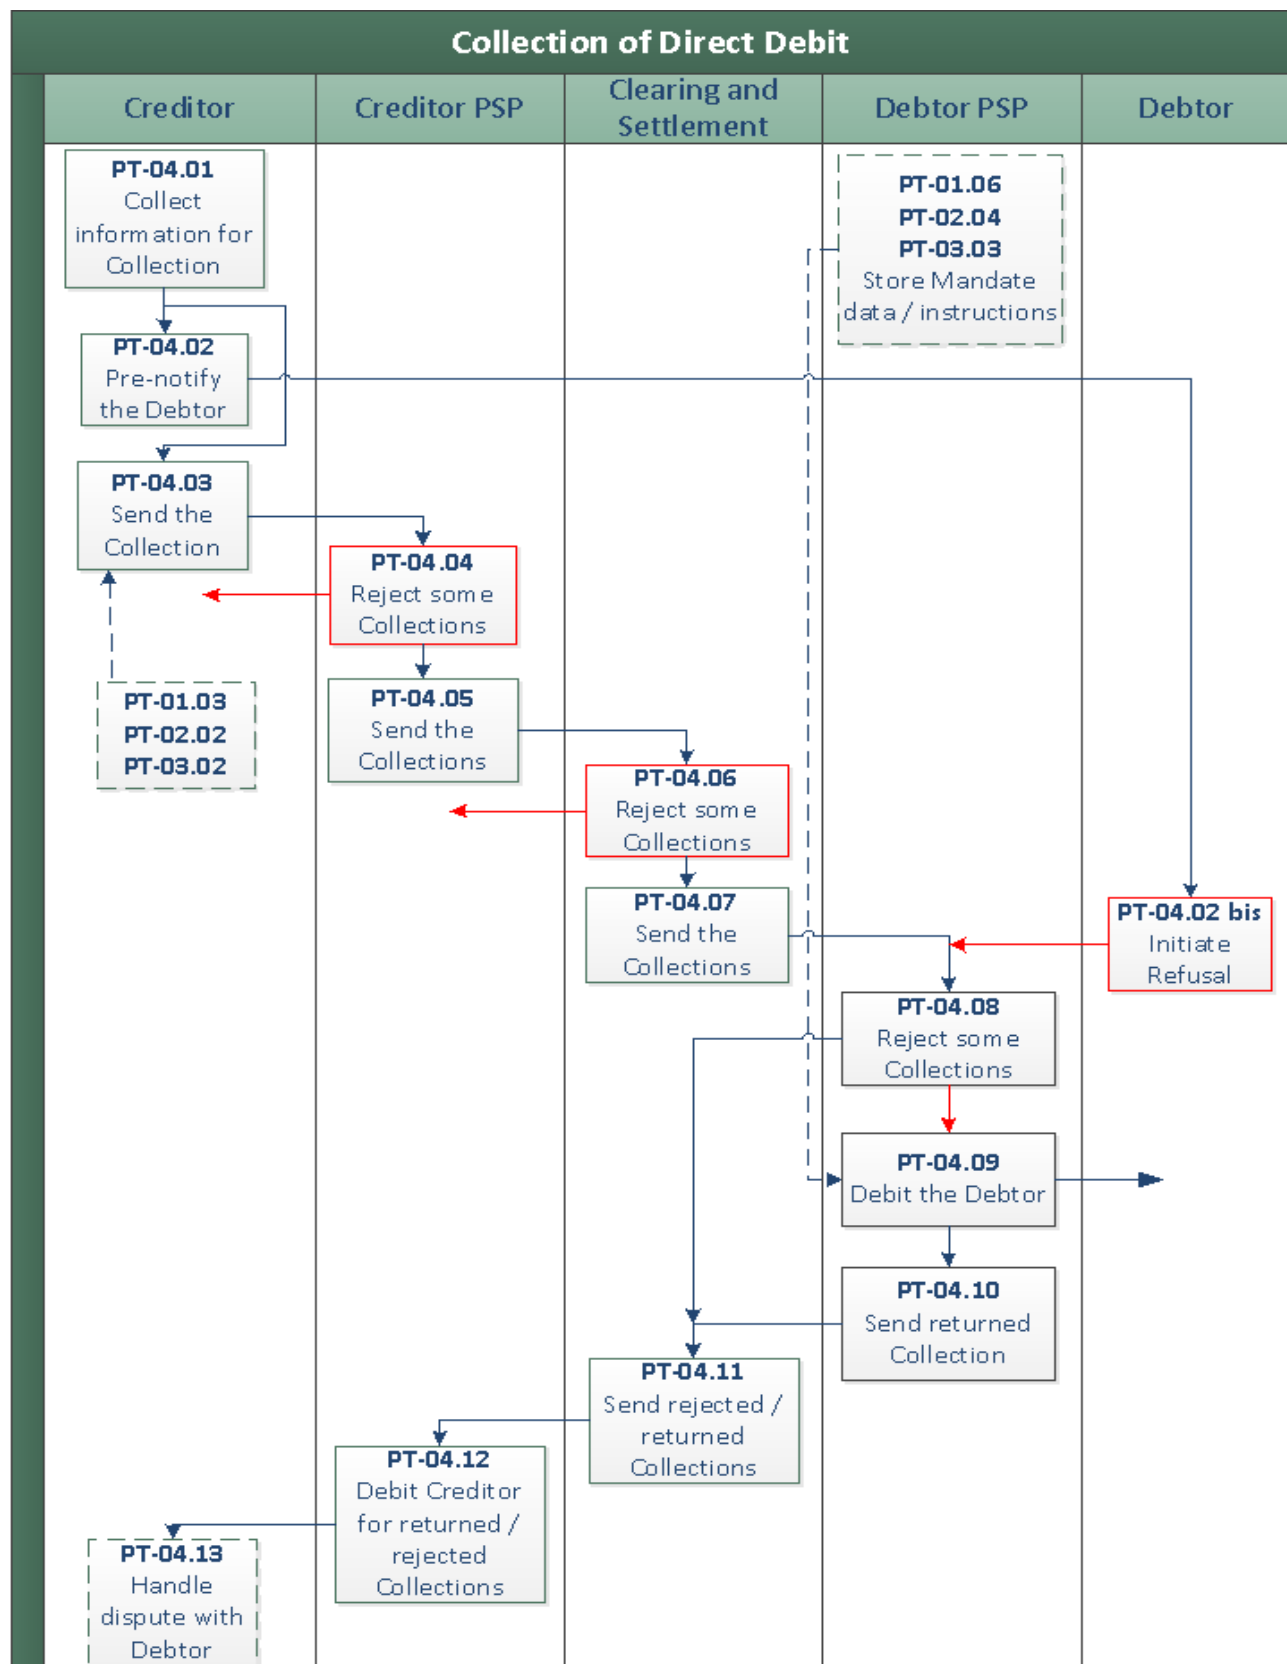 Collection of Direct Debit
Creditor
Creditor PSP
Clearing and
Settlement
Debtor PSP
Debtor
PT-04.01
Collect
information for
Collection
PT-01.06
PT-02.04
PT-03.03
Store Mandate
data / instructions
PT-04.02
Pre-notify
the Debtor
PT-04.03
Send the
Collection
PT-04.04
Reject some
Collections
PT-01.03
PT-02.02
PT-03.02
PT-04.05
Send the
Collections
PT-04.06
Reject some
Collections
PT-04.07
Send the
Collections
PT-04.02 bis
Initiate
Refusal
PT-04.08
Reject some
Collections
PT-04.09
Debit the Debtor
PT-04.10
Send returned
Collection
PT-04.11
Send rejected /
returned
Collections
PT-04.12
Debit Creditor
for returned /
rejected
Collections
PT-04.13
Handle
dispute with
Debtor